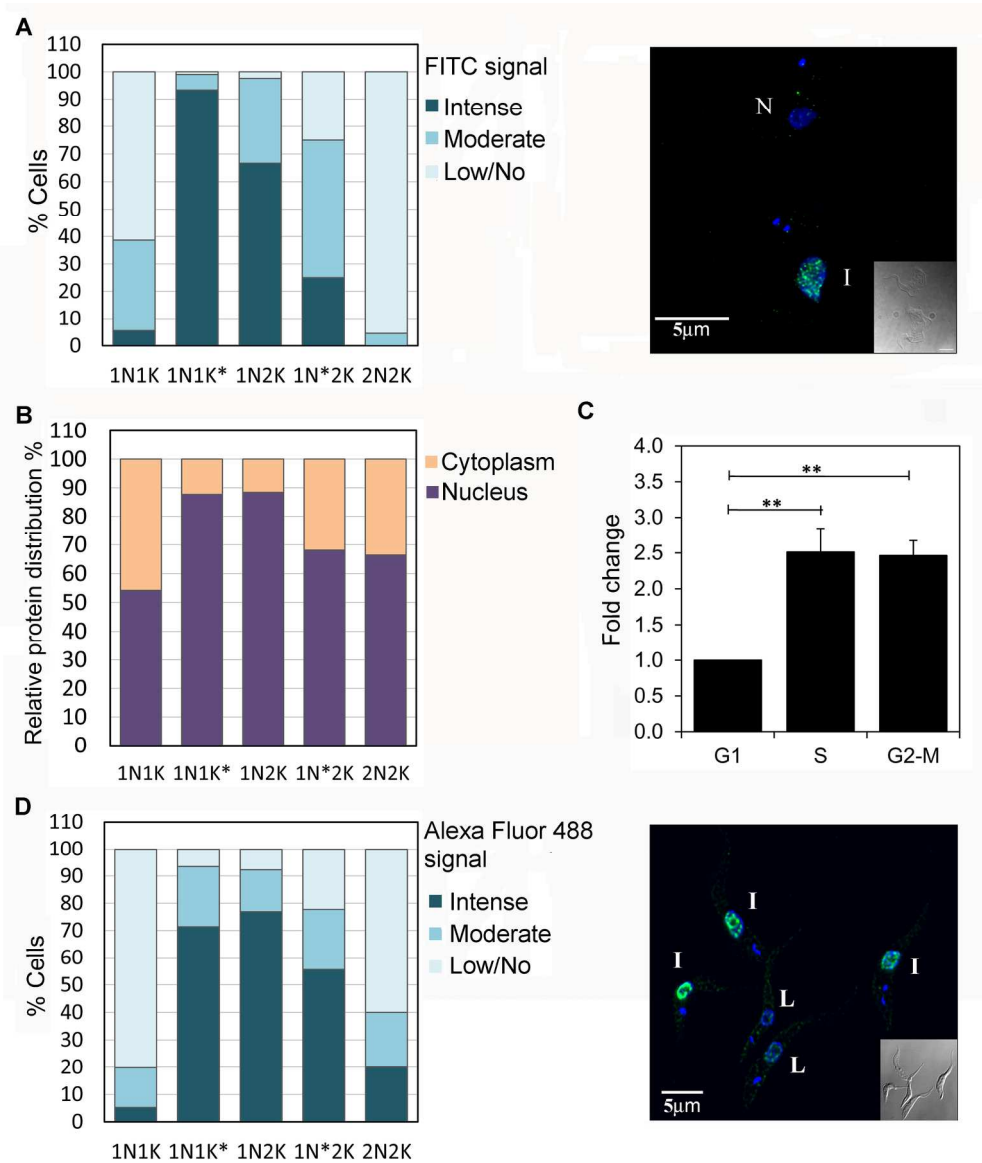 A
110
100
90
80
70
60
50
40
30
20
10
0
% Cells
1N1K 1N1K* 1N2K 1N*2K 2N2K
FITC signal
Intense
Moderate
Low/No
N
I
5µm
B
110
100
90
80
70
60
50
40
30
20
10
0
Relative protein distribution %
1N1K 1N1K* 1N2K 1N*2K 2N2K
Cytoplasm
Nucleus
C
4.0
3.5
3.0
2.5
2.0
1.5
1.0
0.5
0.0
Fold change
**
**
G1 S G2-M
D
110
100
90
80
70
60
50
40
30
20
10
0
% Cells
1N1K 1N1K* 1N2K 1N*2K 2N2K
Alexa Fluor 488
signal
Intense
Moderate
Low/No
I
I
I
L
L
5µm